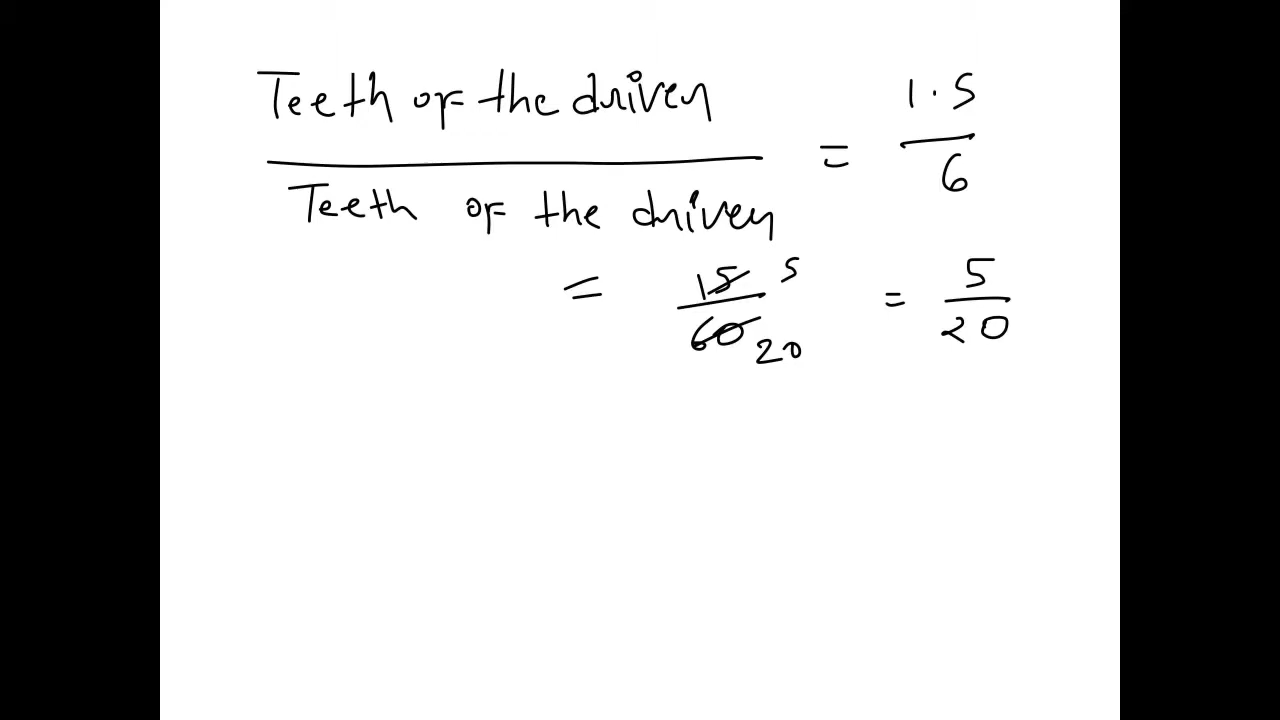 Teeth of the driven / Teeth of the driven = 1.5 / 6
= 15 / 60 5 20 = 5 / 20